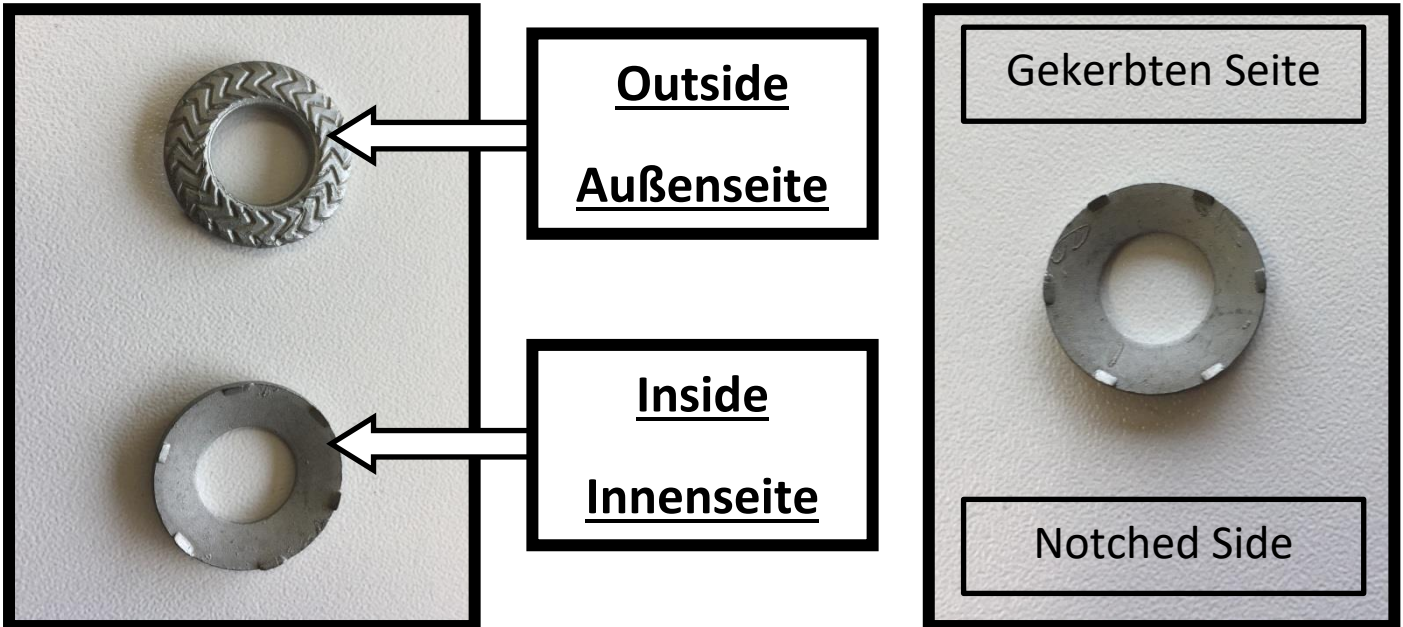 Outside
Außenseite
Inside
Innenseite
Gekerbten Seite
Notched Side